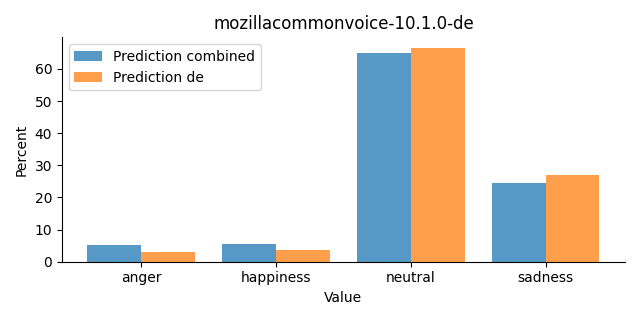 mozillacommonvoice-10.1.0-de
Prediction combined
Prediction de
Percent
60
50
40
30
20
10
0
anger happiness neutral sadness
Value